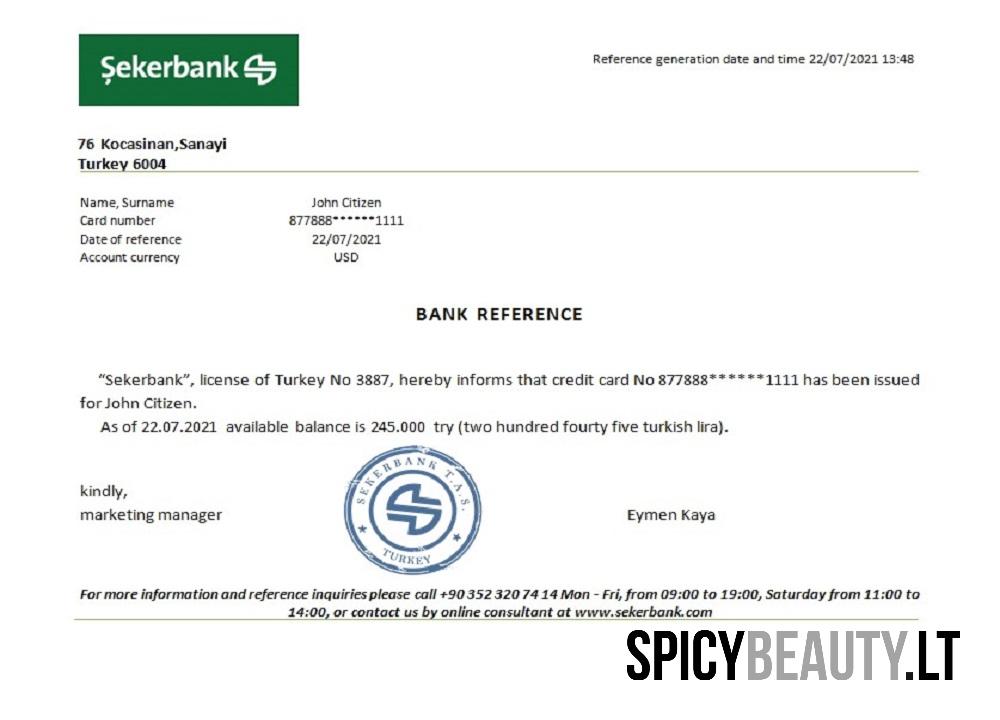 Şekerbank
Reference generation date and time 22/07/2021 13:48
76 Kocasinan,Sanayi
Turkey 6004
Name, Surname John Citizen
Card number 877888******1111
Date of reference 22/07/2021
Account currency USD
BANK REFERENCE
“Sekerbank”, license of Turkey No 3887, hereby informs that credit card No 877888******1111 has been issued
for John Citizen.
As of 22.07.2021 available balance is 245.000 try (two hundred fourty five turkish lira).
kindly,
marketing manager
SEKERBANK T.A.S.
TURKEY
Eymen Kaya
For more information and reference inquiries please call +90 352 320 74 14 Mon - Fri, from 09:00 to 19:00, Saturday from 11:00 to
14:00, or contact us by online consultant at www.sekerbank.com
SPICYBEAUTY.LT